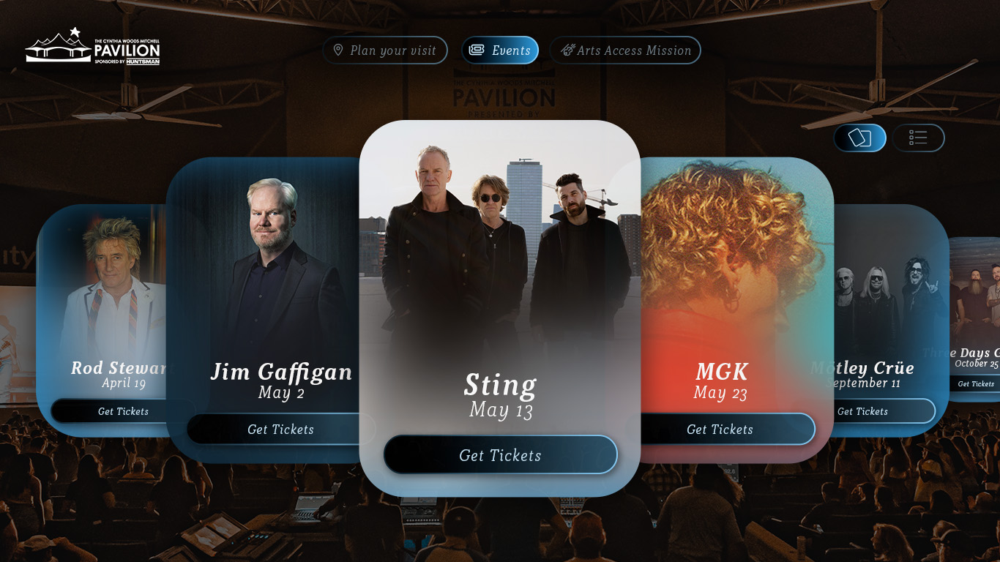 THE CYNTHIA WOODS MITCHELL
PAVILION
SPONSORED BY HUNTSMAN
Plan your visit
Events
Arts Access Mission
THE CYNTHIA WOODS MITCHELL
PAVILION
PRESENTED BY
ity
Rod Stewart
April 19
Get Tickets
Jim Gaffigan
May 2
Get Tickets
Sting
May 13
Get Tickets
MGK
May 23
Get Tickets
Mötley Crüe
September 11
Get Tickets
Three Days G
October 25
Get Tickets